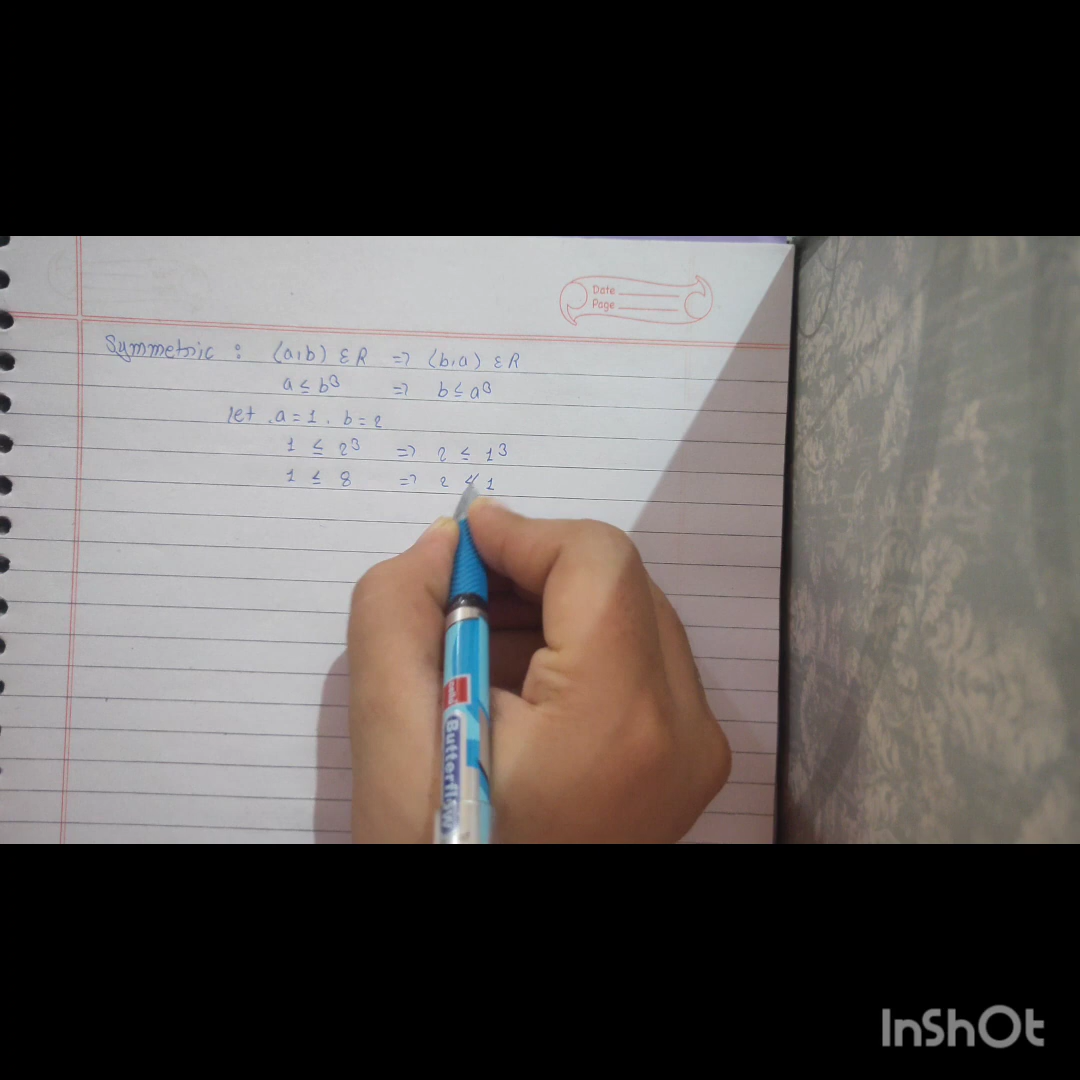 Date
Page
Symmetric : (a,b) ε R => (b,a) ε R
a ≤ b³ => b ≤ a³
let , a = 1 , b = 2
1 ≤ 2³ => 2 ≤ 1³
1 ≤ 8 => 2 ≰ 1
Butterflow
InShOt